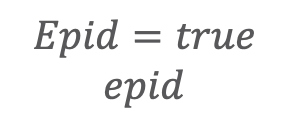 Epid = true
epid